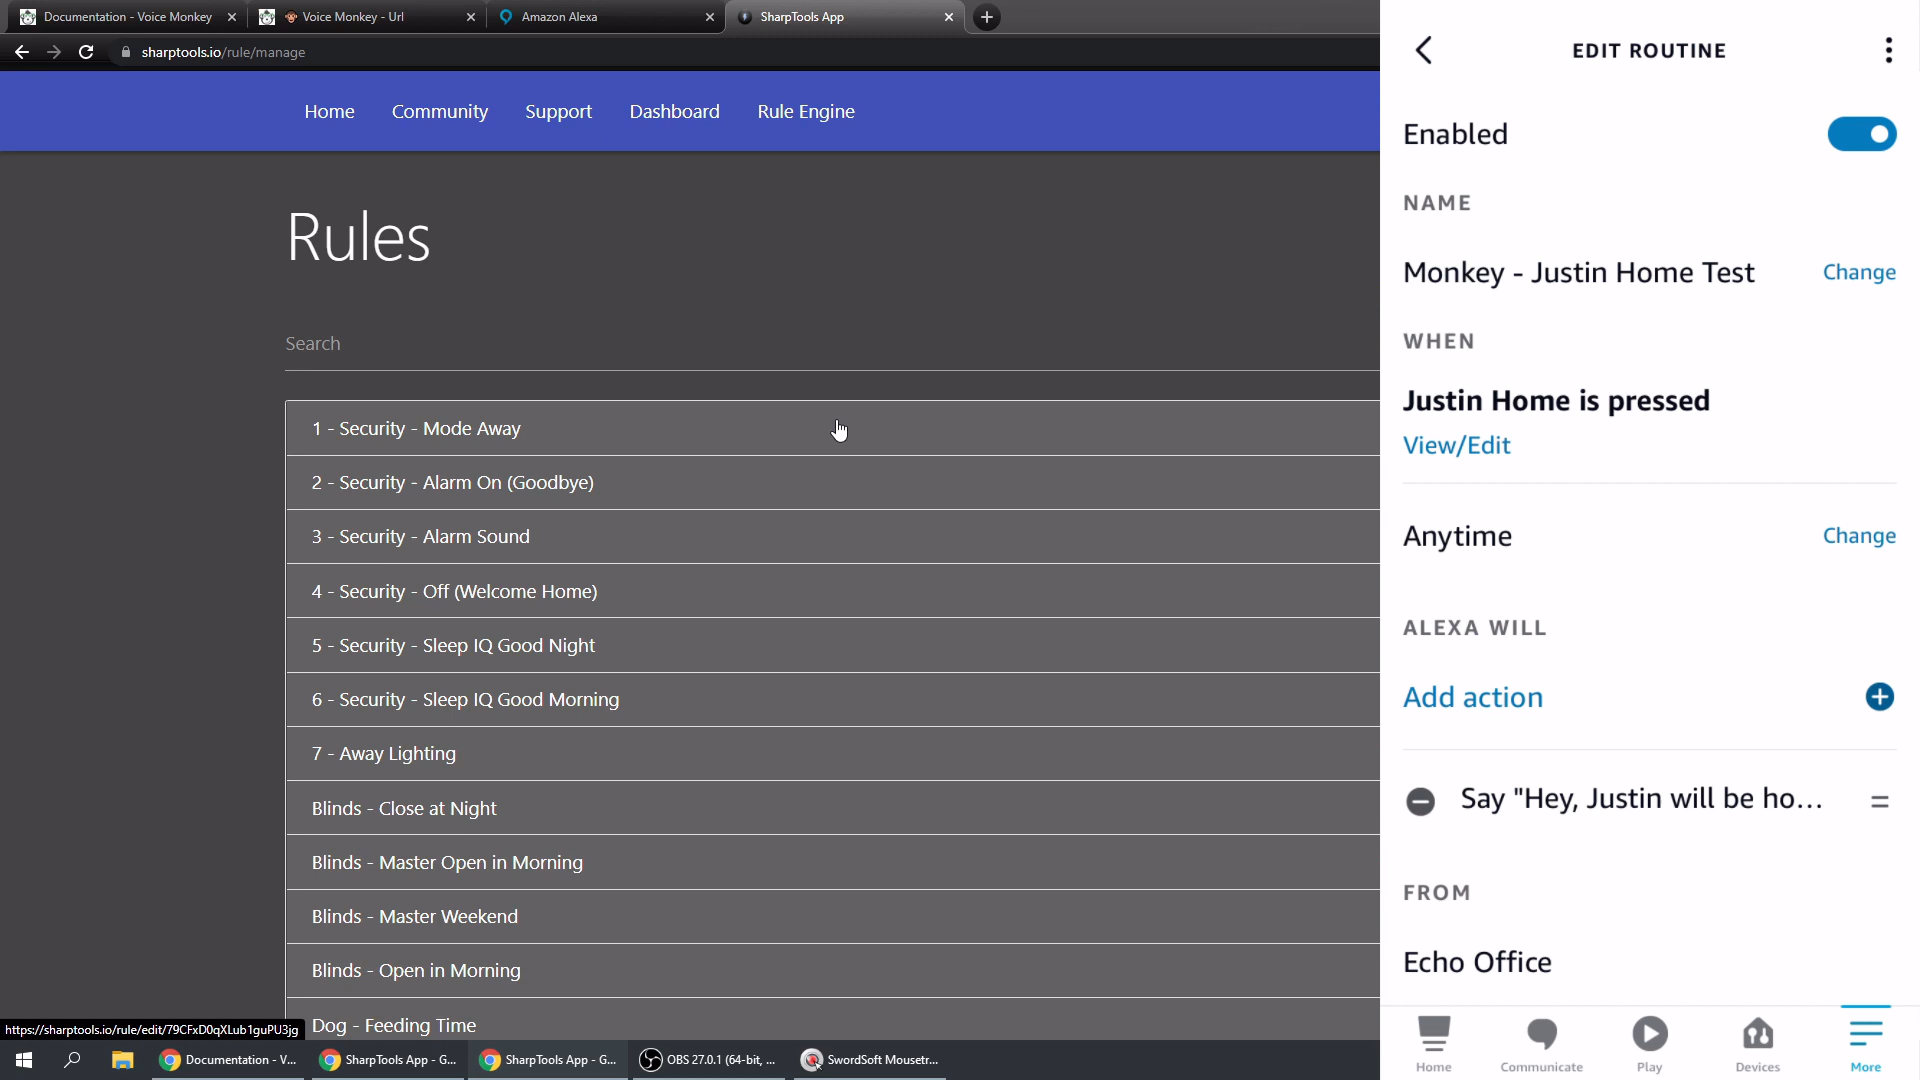 Documentation - Voice Monkey
Voice Monkey - Url
Amazon Alexa
SharpTools App
sharptools.io/rule/manage
Home
Community
Support
Dashboard
Rule Engine
Rules
Search
1 - Security - Mode Away
2 - Security - Alarm On (Goodbye)
3 - Security - Alarm Sound
4 - Security - Off (Welcome Home)
5 - Security - Sleep IQ Good Night
6 - Security - Sleep IQ Good Morning
7 - Away Lighting
Blinds - Close at Night
Blinds - Master Open in Morning
Blinds - Master Weekend
Blinds - Open in Morning
Dog - Feeding Time
https://sharptools.io/rule/edit/79CFxD0qXLub1guPU3jg
Documentation - V...
SharpTools App - G...
SharpTools App - G...
OBS 27.0.1 (64-bit, ...
SwordSoft Mousetr...
EDIT ROUTINE
Enabled
NAME
Monkey - Justin Home Test
Change
WHEN
Justin Home is pressed
View/Edit
Anytime
Change
ALEXA WILL
Add action
Say "Hey, Justin will be ho...
FROM
Echo Office
Home
Communicate
Play
Devices
More